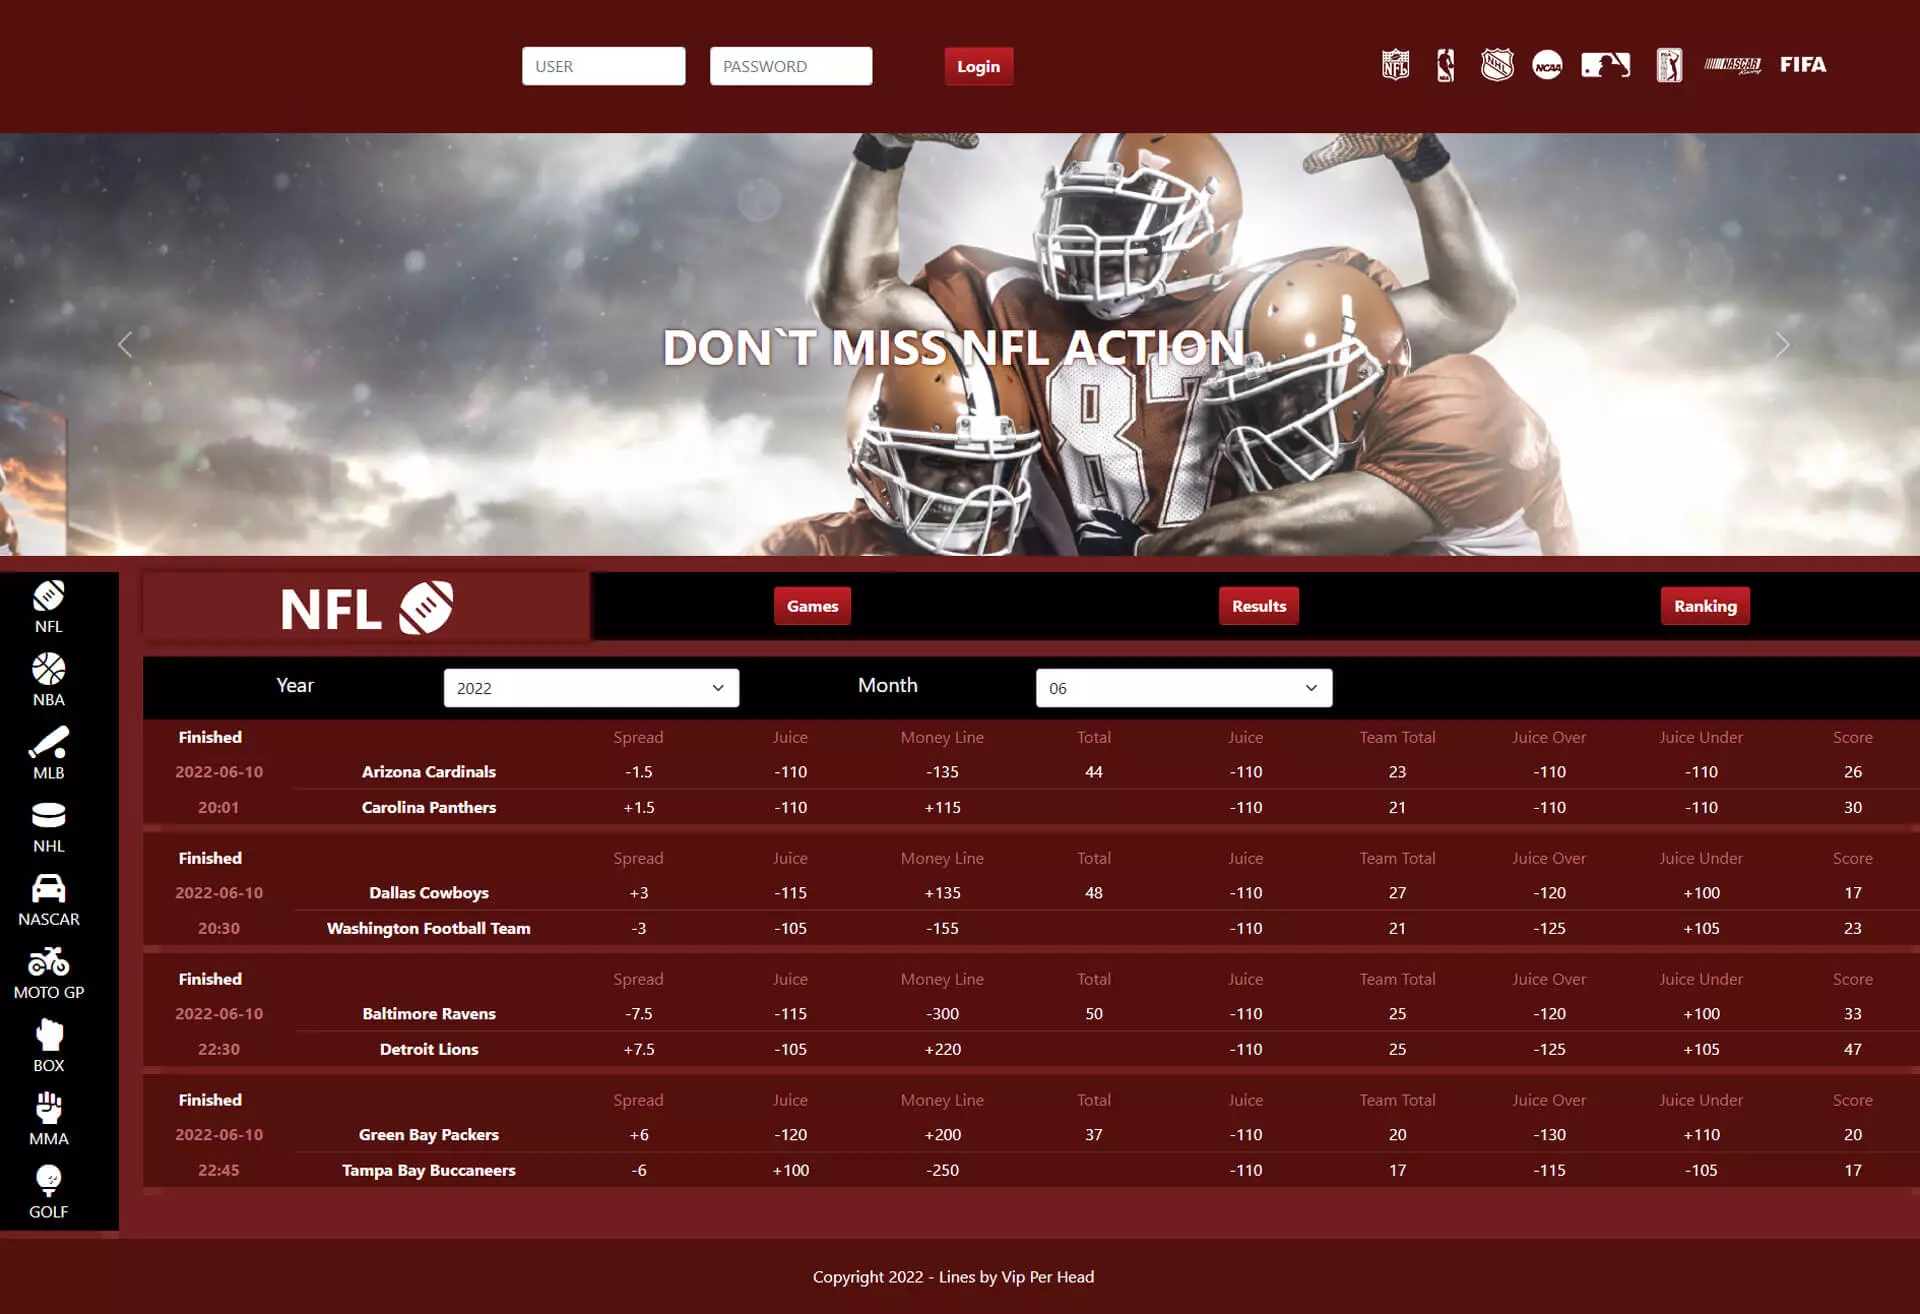 USER PASSWORD Login NFL NHL NCAA PGA NASCAR FIFA
DON`T MISS NFL ACTION
87
NFL Games Results Ranking
Year 2022 Month 06
Finished Spread Juice Money Line Total Juice Team Total Juice Over Juice Under Score
2022-06-10 Arizona Cardinals -1.5 -110 -135 44 -110 23 -110 -110 26
20:01 Carolina Panthers +1.5 -110 +115 -110 21 -110 -110 30
Finished Spread Juice Money Line Total Juice Team Total Juice Over Juice Under Score
2022-06-10 Dallas Cowboys +3 -115 +135 48 -110 27 -120 +100 17
20:30 Washington Football Team -3 -105 -155 -110 21 -125 +105 23
Finished Spread Juice Money Line Total Juice Team Total Juice Over Juice Under Score
2022-06-10 Baltimore Ravens -7.5 -115 -300 50 -110 25 -120 +100 33
22:30 Detroit Lions +7.5 -105 +220 -110 25 -125 +105 47
Finished Spread Juice Money Line Total Juice Team Total Juice Over Juice Under Score
2022-06-10 Green Bay Packers +6 -120 +200 37 -110 20 -130 +110 20
22:45 Tampa Bay Buccaneers -6 +100 -250 -110 17 -115 -105 17
NFL
NBA
MLB
NHL
NASCAR
MOTO GP
BOX
MMA
GOLF
Copyright 2022 - Lines by Vip Per Head